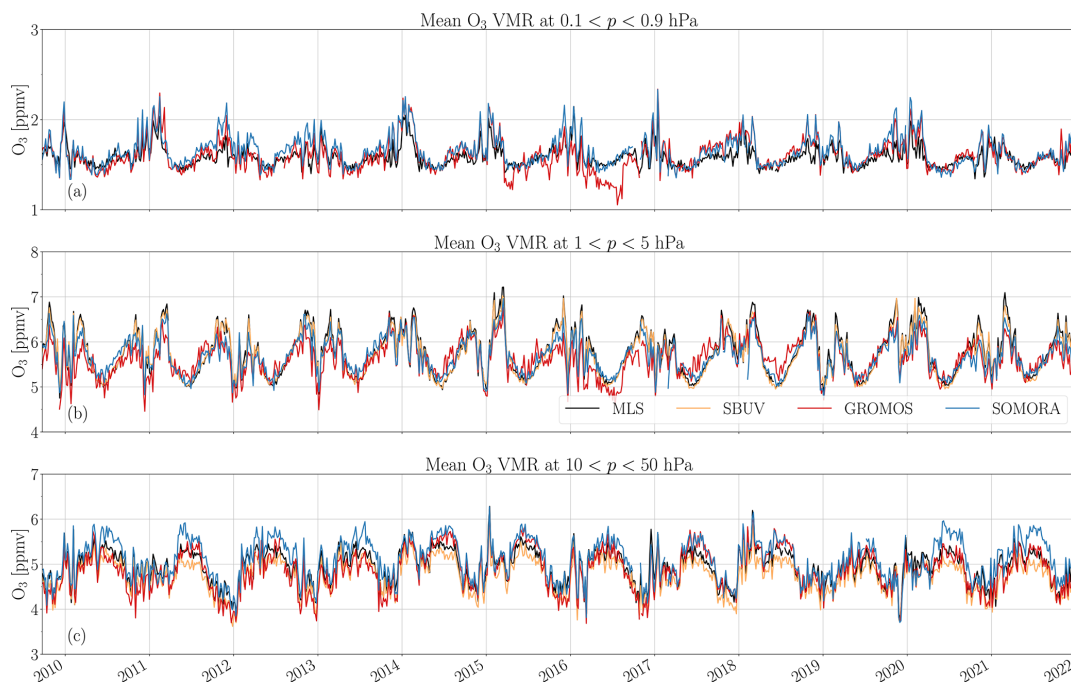 Mean O₃ VMR at 0.1 < p < 0.9 hPa
3
2
1
O₃ [ppmv]
(a)
Mean O₃ VMR at 1 < p < 5 hPa
8
7
6
5
4
O₃ [ppmv]
(b)
MLS SBUV GROMOS SOMORA
Mean O₃ VMR at 10 < p < 50 hPa
7
6
5
4
3
O₃ [ppmv]
(c)
2010 2011 2012 2013 2014 2015 2016 2017 2018 2019 2020 2021 2022